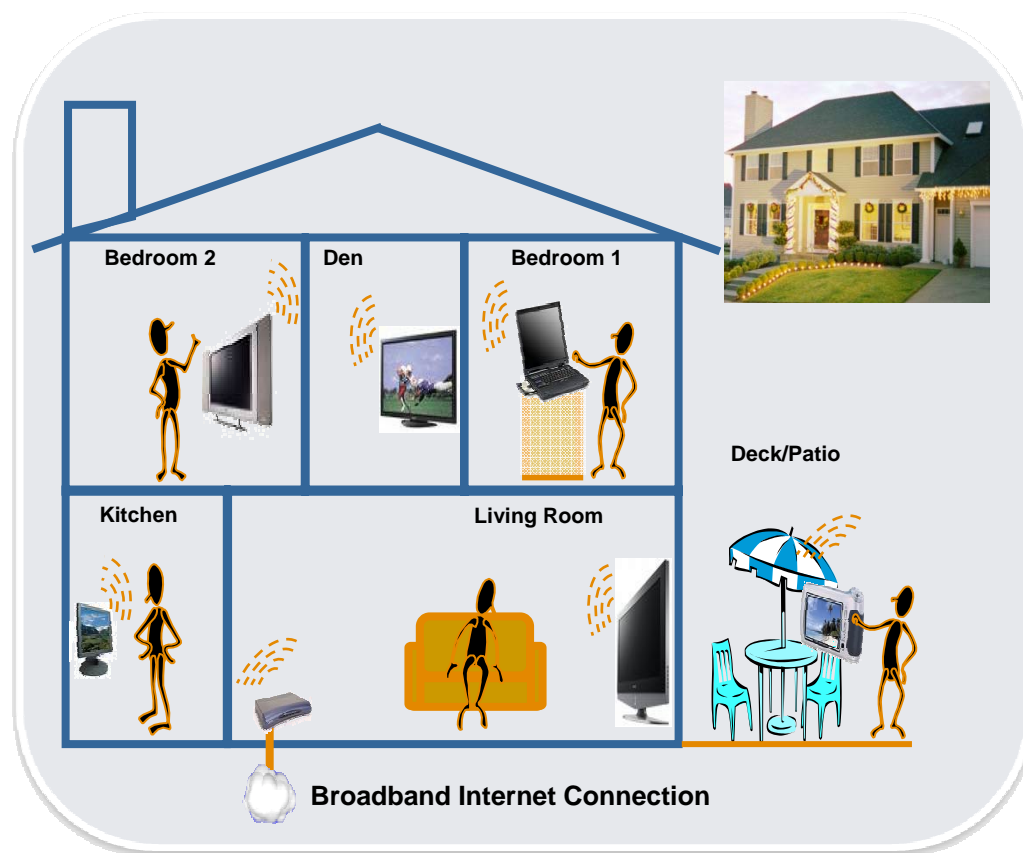 Bedroom 2
Den
Bedroom 1
Deck/Patio
Kitchen
Living Room
Broadband Internet Connection